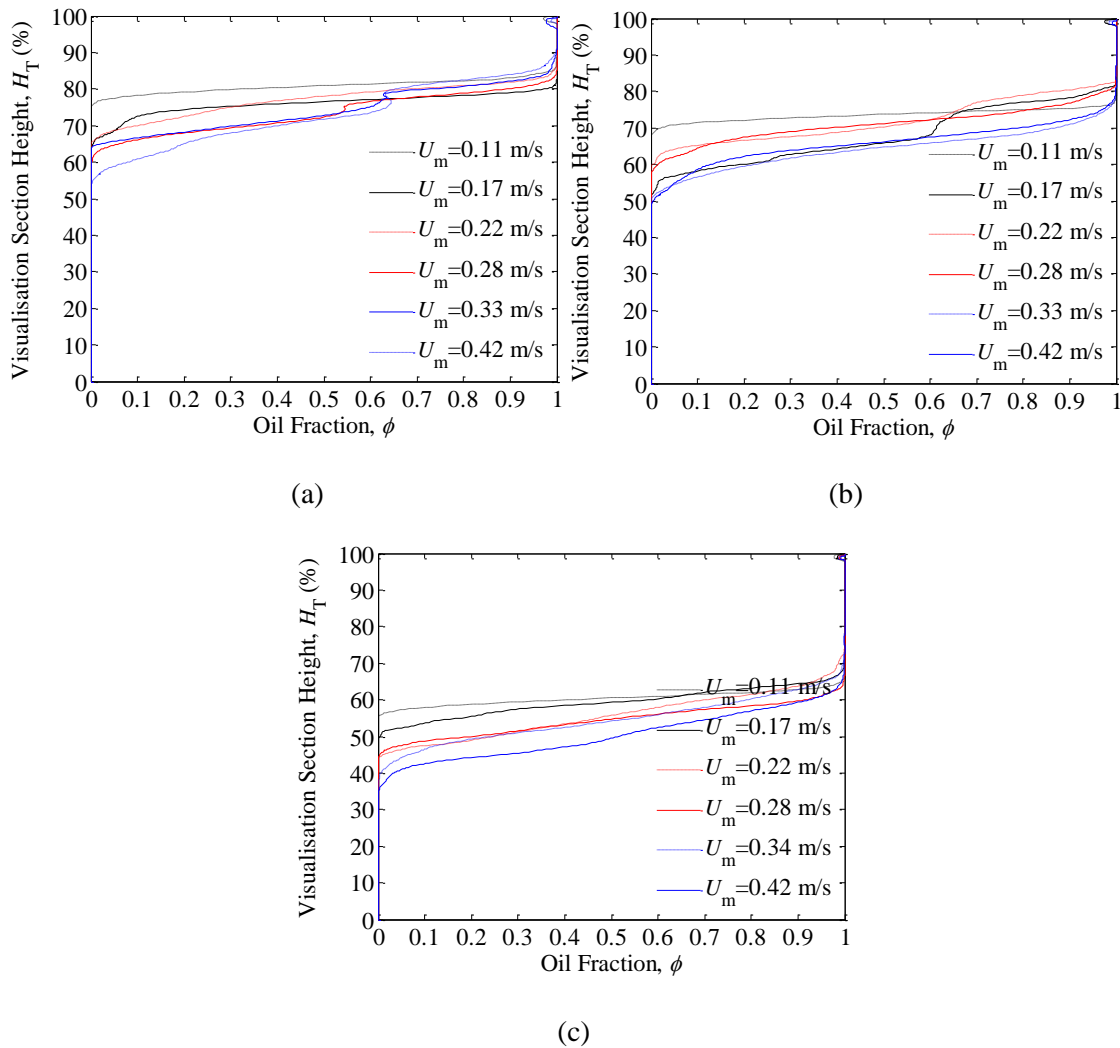 100
90
80
70
60
50
40
30
20
10
0
Visualisation Section Height, H_T (%)
U_m=0.11 m/s
U_m=0.17 m/s
U_m=0.22 m/s
U_m=0.28 m/s
U_m=0.33 m/s
U_m=0.42 m/s
0 0.1 0.2 0.3 0.4 0.5 0.6 0.7 0.8 0.9 1
Oil Fraction, ϕ
(a)
100
90
80
70
60
50
40
30
20
10
0
Visualisation Section Height, H_T (%)
U_m=0.11 m/s
U_m=0.17 m/s
U_m=0.22 m/s
U_m=0.28 m/s
U_m=0.33 m/s
U_m=0.42 m/s
0 0.1 0.2 0.3 0.4 0.5 0.6 0.7 0.8 0.9 1
Oil Fraction, ϕ
(b)
100
90
80
70
60
50
40
30
20
10
0
Visualisation Section Height, H_T (%)
U_m=0.11 m/s
U_m=0.17 m/s
U_m=0.22 m/s
U_m=0.28 m/s
U_m=0.34 m/s
U_m=0.42 m/s
0 0.1 0.2 0.3 0.4 0.5 0.6 0.7 0.8 0.9 1
Oil Fraction, ϕ
(c)